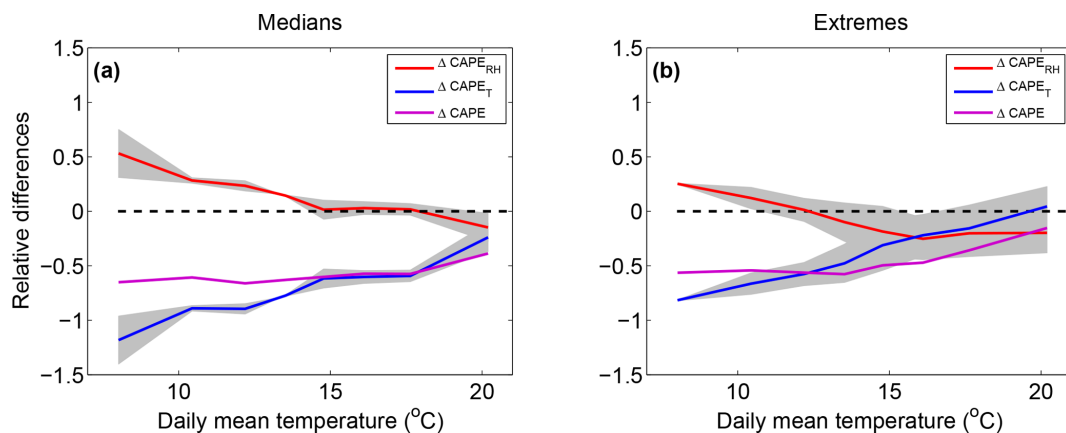 Medians
(a)
Δ CAPE_RH
Δ CAPE_T
Δ CAPE
1.5
1
0.5
0
−0.5
−1
−1.5
Relative differences
10
15
20
Daily mean temperature (°C)
Extremes
(b)
Δ CAPE_RH
Δ CAPE_T
Δ CAPE
1.5
1
0.5
0
−0.5
−1
−1.5
10
15
20
Daily mean temperature (°C)